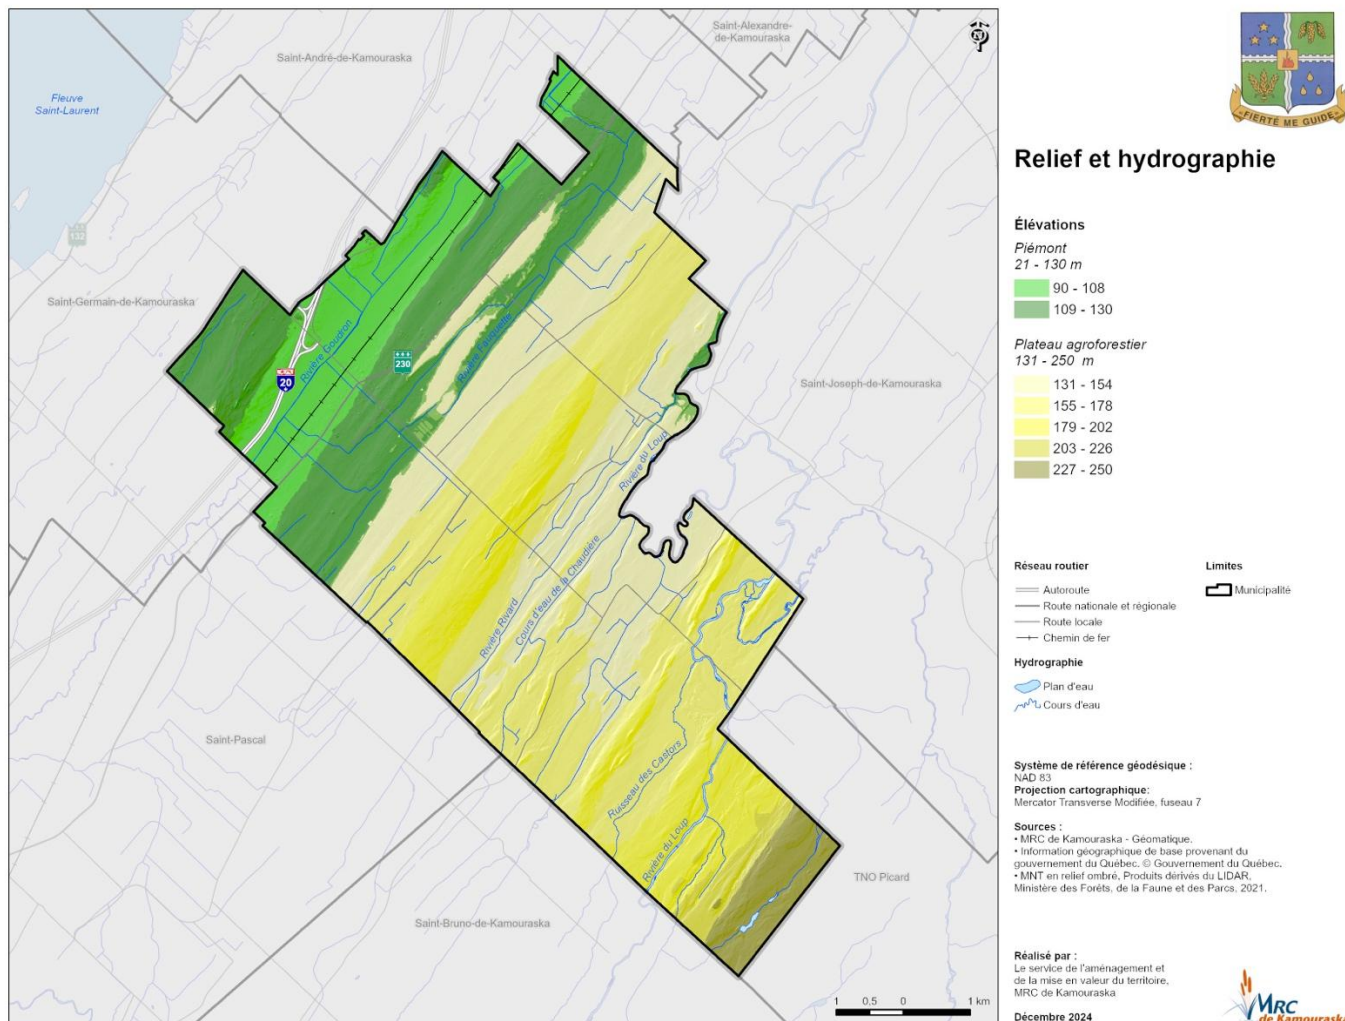 Saint-Alexandre-
de-Kamouraska
Saint-André-de-Kamouraska
N
Fleuve
Saint-Laurent
132
Saint-Germain-de-Kamouraska
Rivière Goudron
20
230
Rivière Fouquette
Saint-Joseph-de-Kamouraska
Rivière du Loup
Rivière Rivard
Cours d'eau de la Chaudière
Saint-Pascal
Ruisseau des Castors
Rivière du Loup
TNO Picard
Saint-Bruno-de-Kamouraska
1 0,5 0 1 km
FIERTÉ ME GUIDE
Relief et hydrographie
Élévations
Piémont
21 - 130 m
90 - 108
109 - 130
Plateau agroforestier
131 - 250 m
131 - 154
155 - 178
179 - 202
203 - 226
227 - 250
Réseau routier
Autoroute
Route nationale et régionale
Route locale
Chemin de fer
Limites
Municipalité
Hydrographie
Plan d'eau
Cours d'eau
Système de référence géodésique :
NAD 83
Projection cartographique:
Mercator Transverse Modifiée, fuseau 7
Sources :
• MRC de Kamouraska - Géomatique.
• Information géographique de base provenant du
gouvernement du Québec. © Gouvernement du Québec.
• MNT en relief ombré, Produits dérivés du LIDAR,
Ministère des Forêts, de la Faune et des Parcs, 2021.
Réalisé par :
Le service de l'aménagement et
de la mise en valeur du territoire,
MRC de Kamouraska
Décembre 2024
MRC
de Kamouraska